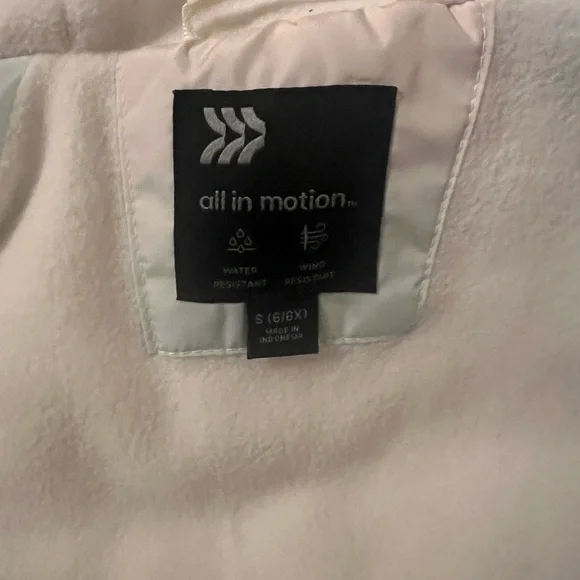 all in motion™
WATER RESISTANT
WIND RESISTANT
S (6/6X)
MADE IN
INDONESIA